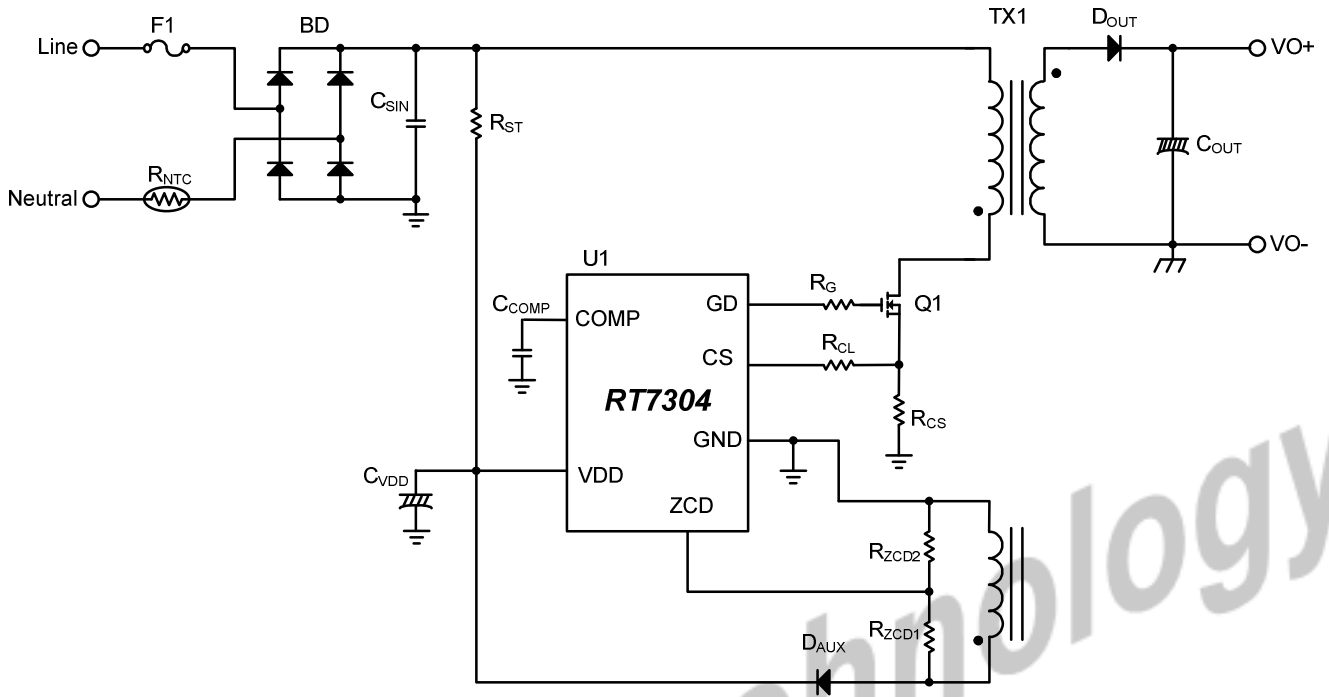 F1
BD
TX1
DOUT
Line
VO+
CSIN
RST
COUT
RNTC
Neutral
VO-
U1
CCOMP
COMP
GD
RG
Q1
CS
RCL
RT7304
RCS
GND
CVDD
VDD
ZCD
RZCD2
RZCD1
DAUX
hnology